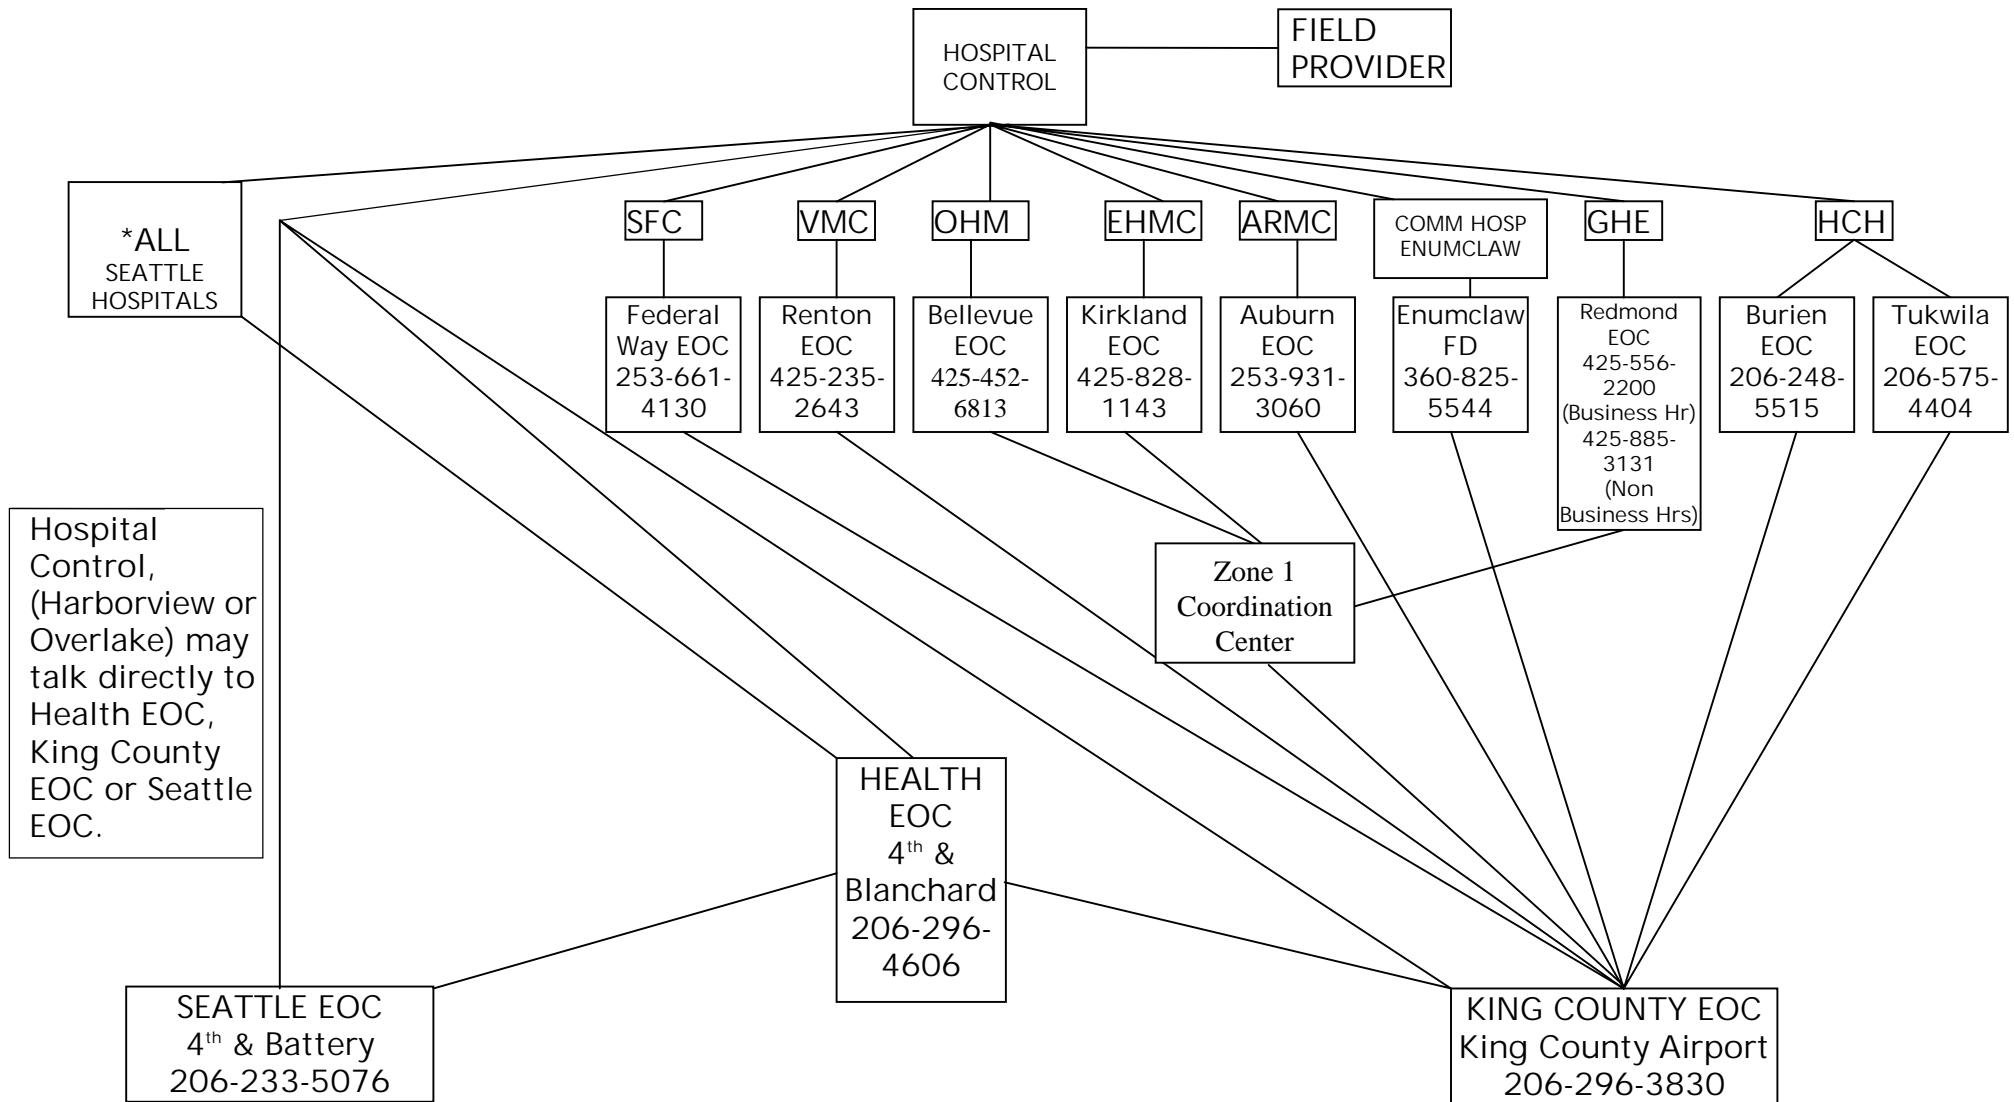 HOSPITAL
CONTROL
FIELD
PROVIDER
*ALL
SEATTLE
HOSPITALS
SFC
VMC
OHM
EHMC
ARMC
COMM HOSP
ENUMCLAW
GHE
HCH
Federal
Way EOC
253-661-
4130
Renton
EOC
425-235-
2643
Bellevue
EOC
425-452-
6813
Kirkland
EOC
425-828-
1143
Auburn
EOC
253-931-
3060
Enumclaw
FD
360-825-
5544
Redmond
EOC
425-556-
2200
(Business Hr)
425-885-
3131
(Non
Business Hrs)
Burien
EOC
206-248-
5515
Tukwila
EOC
206-575-
4404
Hospital
Control,
(Harborview or
Overlake) may
talk directly to
Health EOC,
King County
EOC or Seattle
EOC.
Zone 1
Coordination
Center
HEALTH
EOC
4th &
Blanchard
206-296-
4606
SEATTLE EOC
4th & Battery
206-233-5076
KING COUNTY EOC
King County Airport
206-296-3830